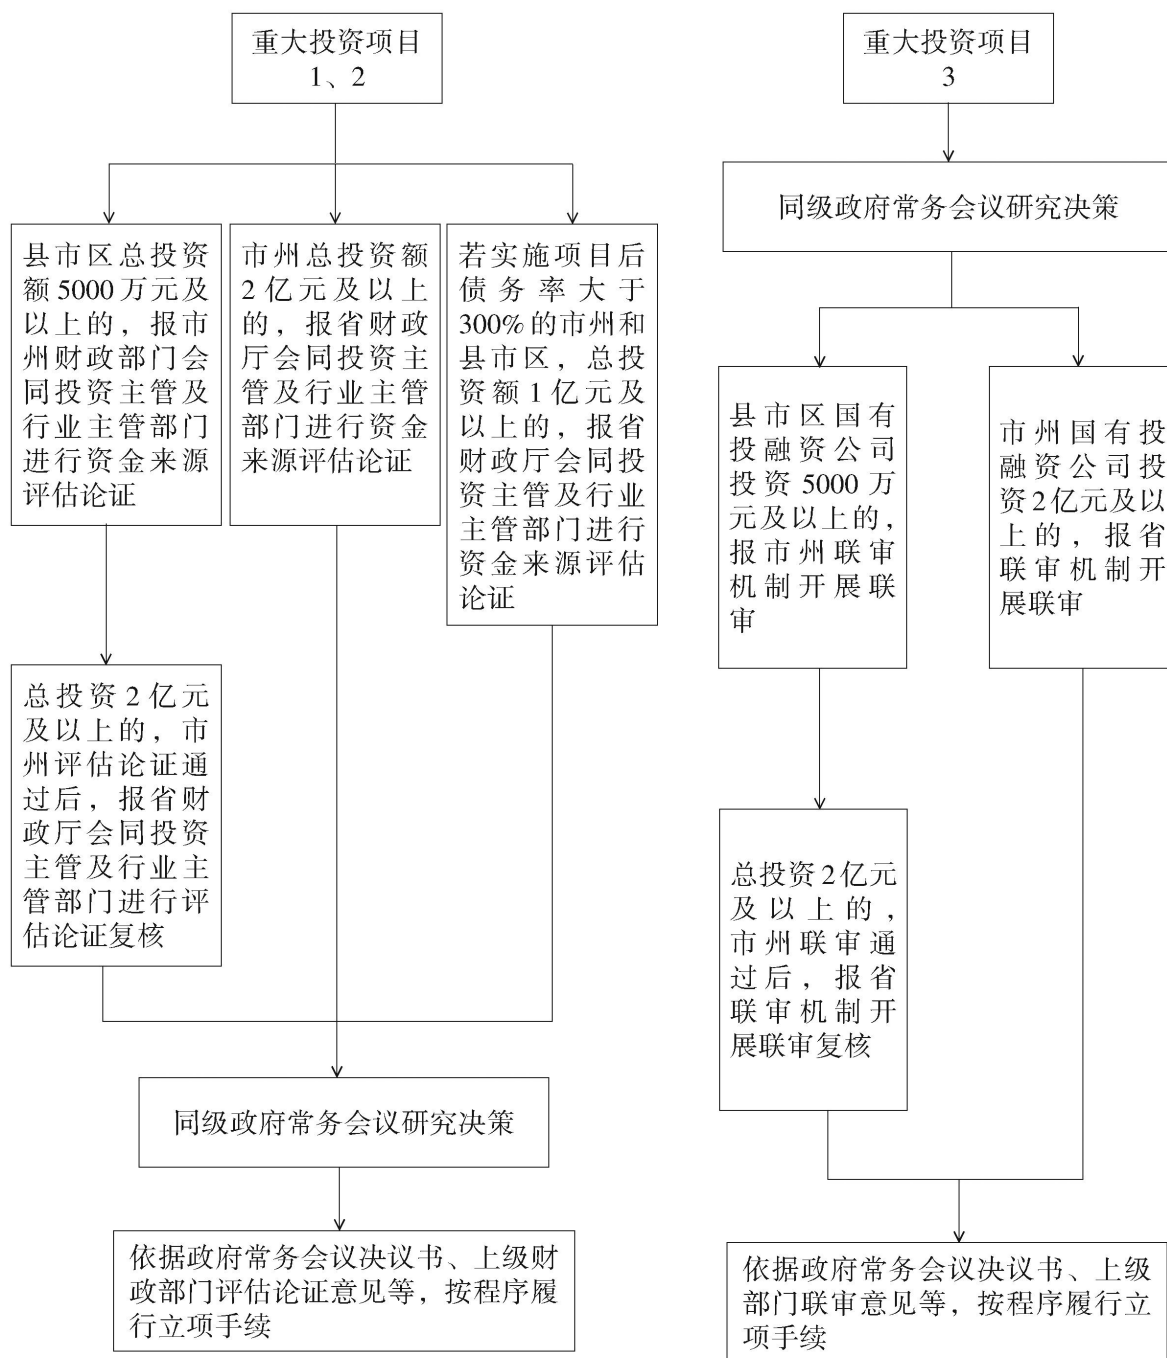 重大投资项目
1、2
县市区总投资
额5000万元及
以上的，报市
州财政部门会
同投资主管及
行业主管部门
进行资金来源
评估论证
市州总投资额
2亿元及以上
的，报省财政
厅会同投资主
管及行业主管
部门进行资金
来源评估论证
若实施项目后
债务率大于
300%的市州和
县市区，总投
资额1亿元及
以上的，报省
财政厅会同投
资主管及行业
主管部门进行
资金来源评估
论证
总投资2亿元
及以上的，市
州评估论证通
过后，报省财
政厅会同投资
主管及行业主
管部门进行评
估论证复核
同级政府常务会议研究决策
依据政府常务会议决议书、上级财
政部门评估论证意见等，按程序履
行立项手续
重大投资项目
3
同级政府常务会议研究决策
县市区国有
投融资公司
投资5000万
元及以上的，
报市州联审
机制开展联
审
市州国有投
融资公司投
资2亿元及以
上的，报省
联审机制开
展联审
总投资2亿元
及以上的，
市州联审通
过后，报省
联审机制开
展联审复核
依据政府常务会议决议书、上级
部门联审意见等，按程序履行立
项手续